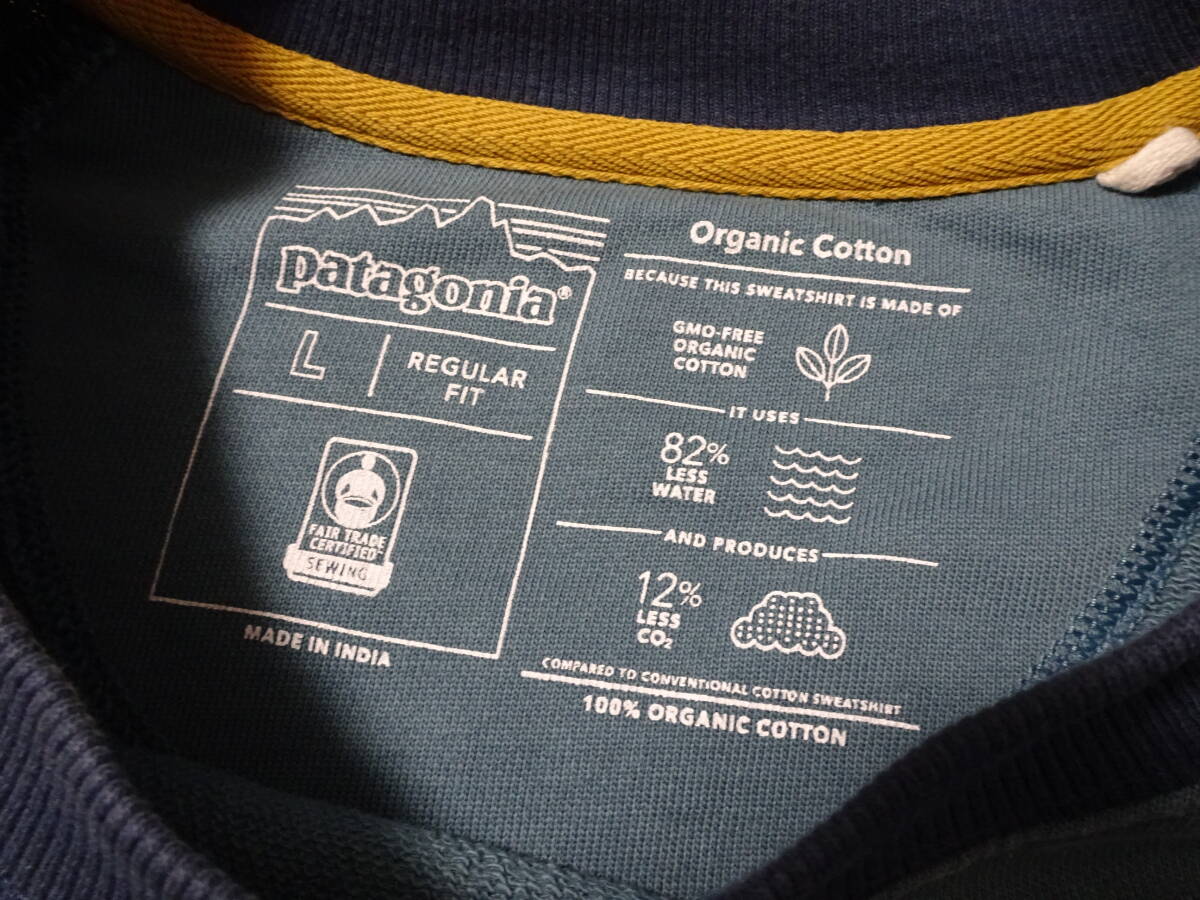 patagonia®
L
REGULAR
FIT
FAIR TRADE
CERTIFIED
SEWING
MADE IN INDIA
Organic Cotton
BECAUSE THIS SWEATSHIRT IS MADE OF
GMO-FREE
ORGANIC
COTTON
IT USES
82%
LESS
WATER
AND PRODUCES
12%
LESS
CO₂
COMPARED TO CONVENTIONAL COTTON SWEATSHIRT
100% ORGANIC COTTON